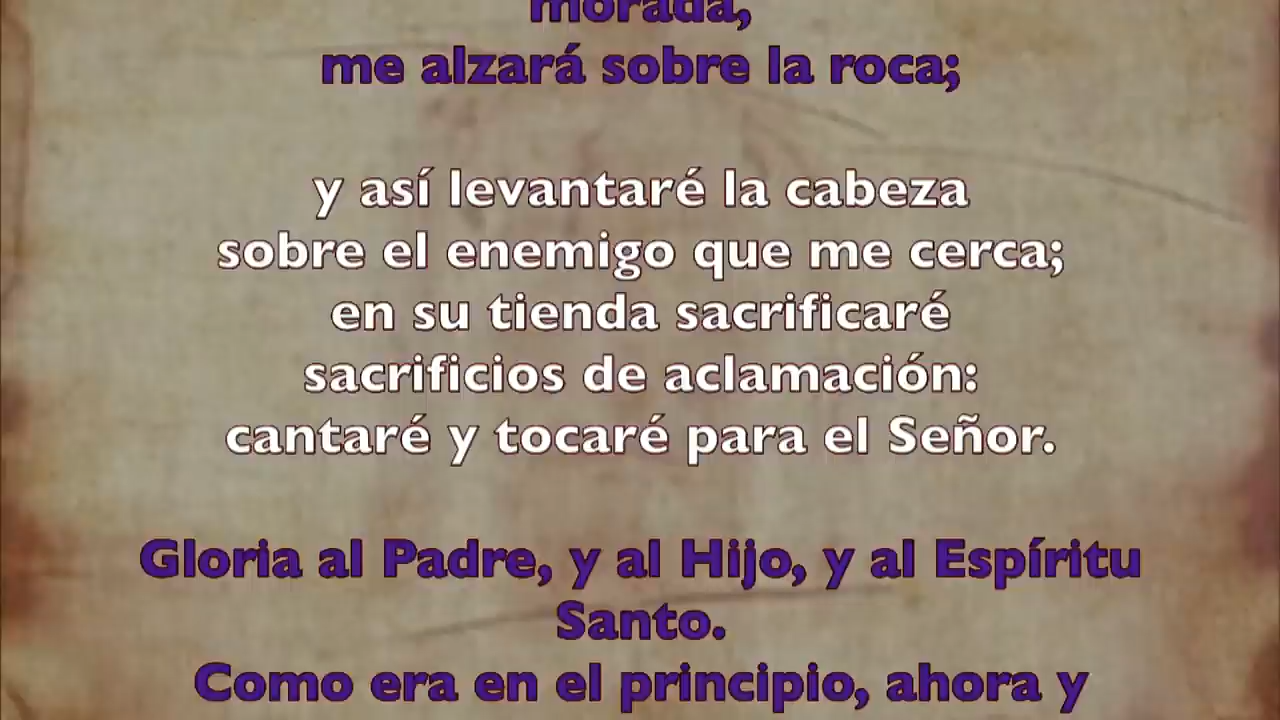 morada,
me alzará sobre la roca;
y así levantaré la cabeza
sobre el enemigo que me cerca;
en su tienda sacrificaré
sacrificios de aclamación:
cantaré y tocaré para el Señor.
Gloria al Padre, y al Hijo, y al Espíritu
Santo.
Como era en el principio, ahora y